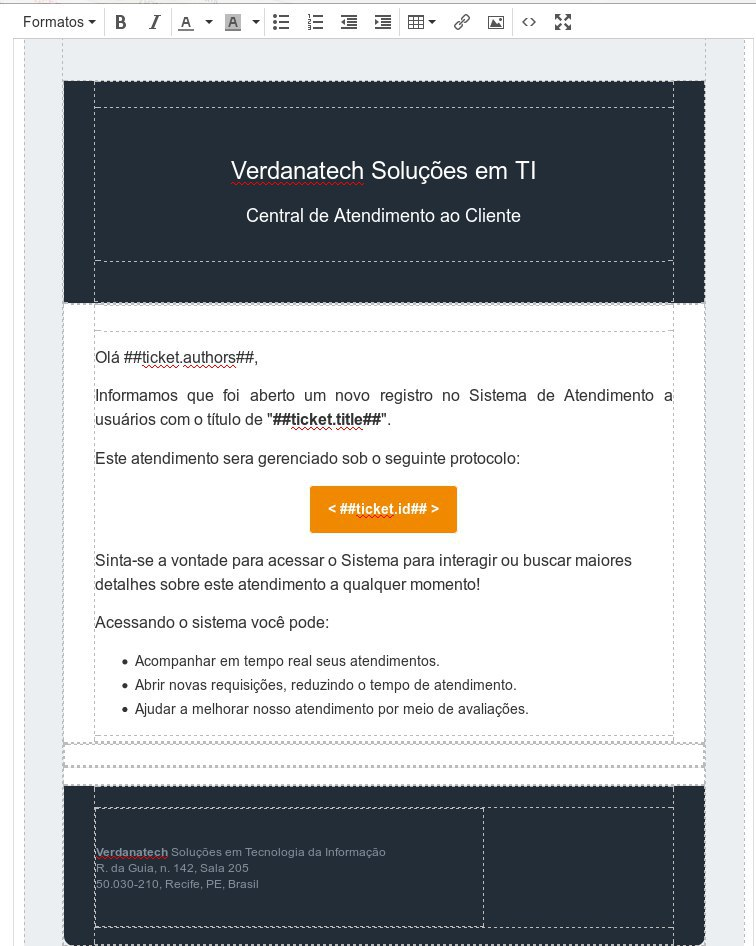 Formatos
B I A A
Verdanatech Soluções em TI
Central de Atendimento ao Cliente
Olá ##ticket.authors##,
Informamos que foi aberto um novo registro no Sistema de Atendimento a
usuários com o título de "##ticket.title##".
Este atendimento sera gerenciado sob o seguinte protocolo:
< ##ticket.id## >
Sinta-se a vontade para acessar o Sistema para interagir ou buscar maiores
detalhes sobre este atendimento a qualquer momento!
Acessando o sistema você pode:
Acompanhar em tempo real seus atendimentos.
Abrir novas requisições, reduzindo o tempo de atendimento.
Ajudar a melhorar nosso atendimento por meio de avaliações.
Verdanatech Soluções em Tecnologia da Informação
R. da Guia, n. 142, Sala 205
50.030-210, Recife, PE, Brasil